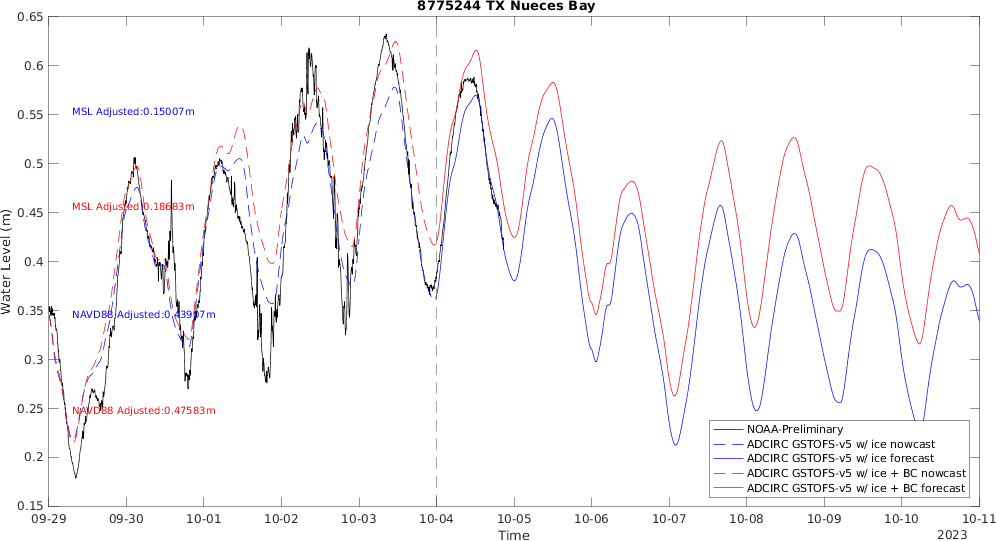 8775244 TX Nueces Bay
0.65
0.6
0.55
0.5
0.45
0.4
0.35
0.3
0.25
0.2
0.15
Water Level (m)
MSL Adjusted:0.15007m
MSL Adjusted:0.18683m
NAVD88 Adjusted:0.43907m
NAVD88 Adjusted:0.47583m
NOAA-Preliminary
ADCIRC GSTOFS-v5 w/ ice nowcast
ADCIRC GSTOFS-v5 w/ ice forecast
ADCIRC GSTOFS-v5 w/ ice + BC nowcast
ADCIRC GSTOFS-v5 w/ ice + BC forecast
09-29 09-30 10-01 10-02 10-03 10-04 10-05 10-06 10-07 10-08 10-09 10-10 10-11
Time
2023